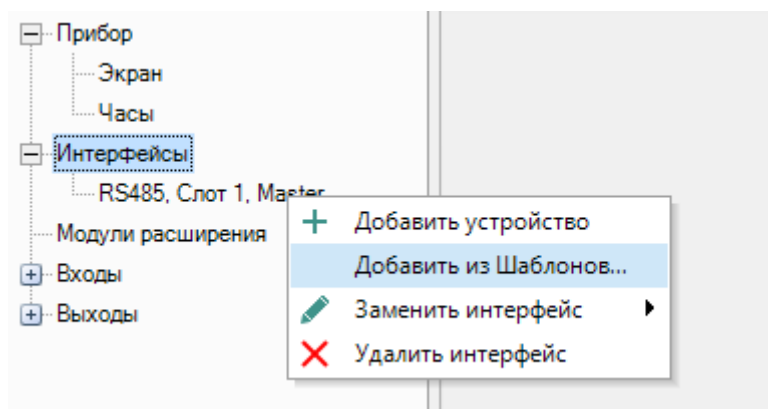 Прибор
Экран
Часы
Интерфейсы
RS485, Слот 1, Master
Модули расширения
Входы
Выходы
Добавить устройство
Добавить из Шаблонов...
Заменить интерфейс
Удалить интерфейс